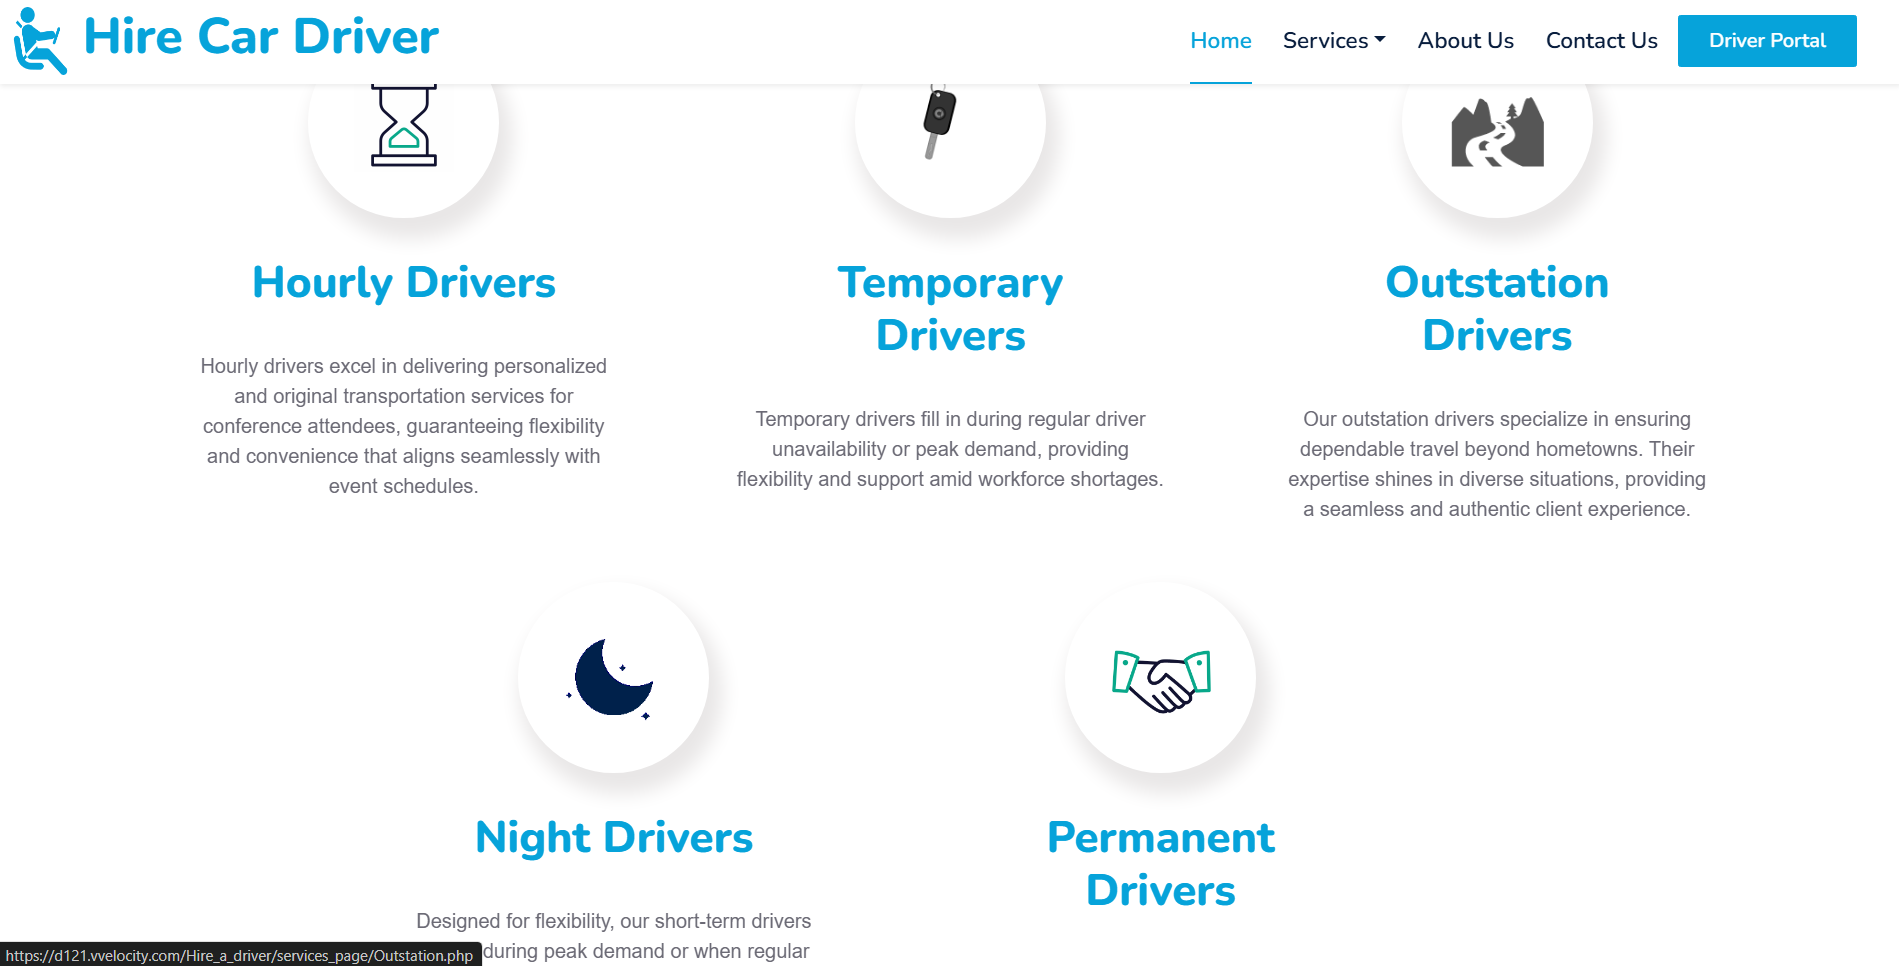 Hire Car Driver
Home
Services
About Us
Contact Us
Driver Portal
Hourly Drivers
Hourly drivers excel in delivering personalized
and original transportation services for
conference attendees, guaranteeing flexibility
and convenience that aligns seamlessly with
event schedules.
Temporary
Drivers
Temporary drivers fill in during regular driver
unavailability or peak demand, providing
flexibility and support amid workforce shortages.
Outstation
Drivers
Our outstation drivers specialize in ensuring
dependable travel beyond hometowns. Their
expertise shines in diverse situations, providing
a seamless and authentic client experience.
Night Drivers
Designed for flexibility, our short-term drivers
during peak demand or when regular
Permanent
Drivers
https://d121.vvelocity.com/Hire_a_driver/services_page/Outstation.php